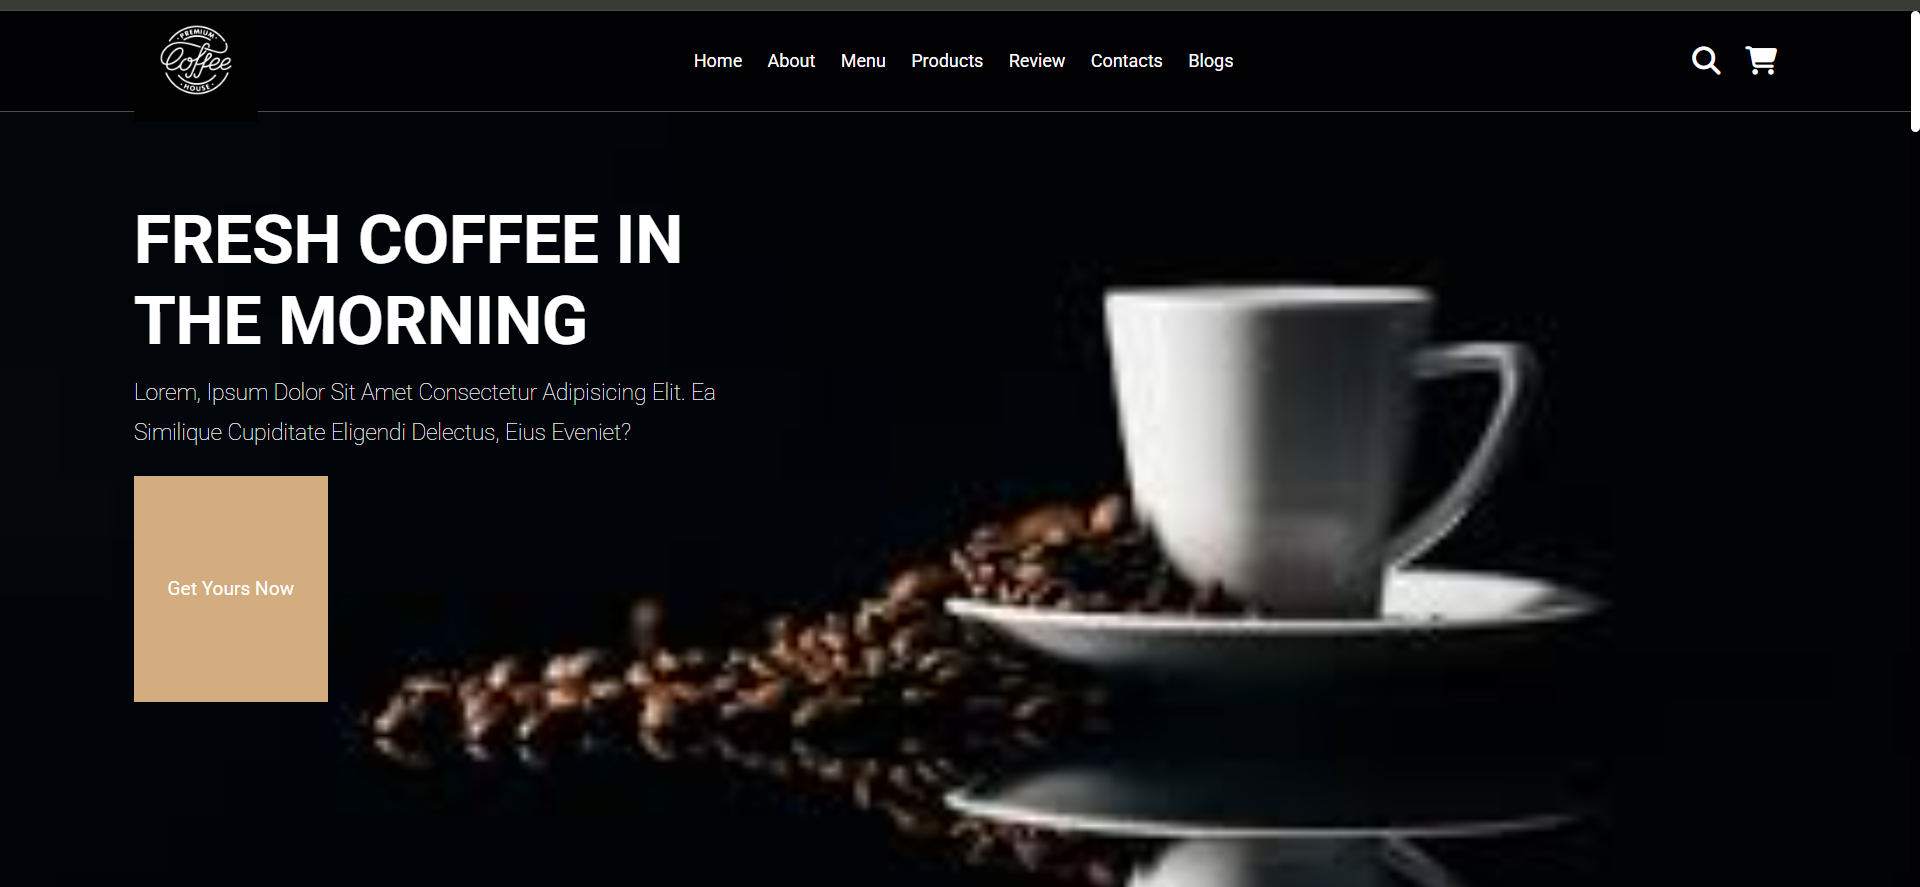 PREMIUM
Coffee
HOUSE
Home About Menu Products Review Contacts Blogs
FRESH COFFEE IN
THE MORNING
Lorem, Ipsum Dolor Sit Amet Consectetur Adipisicing Elit. Ea
Similique Cupiditate Eligendi Delectus, Eius Eveniet?
Get Yours Now